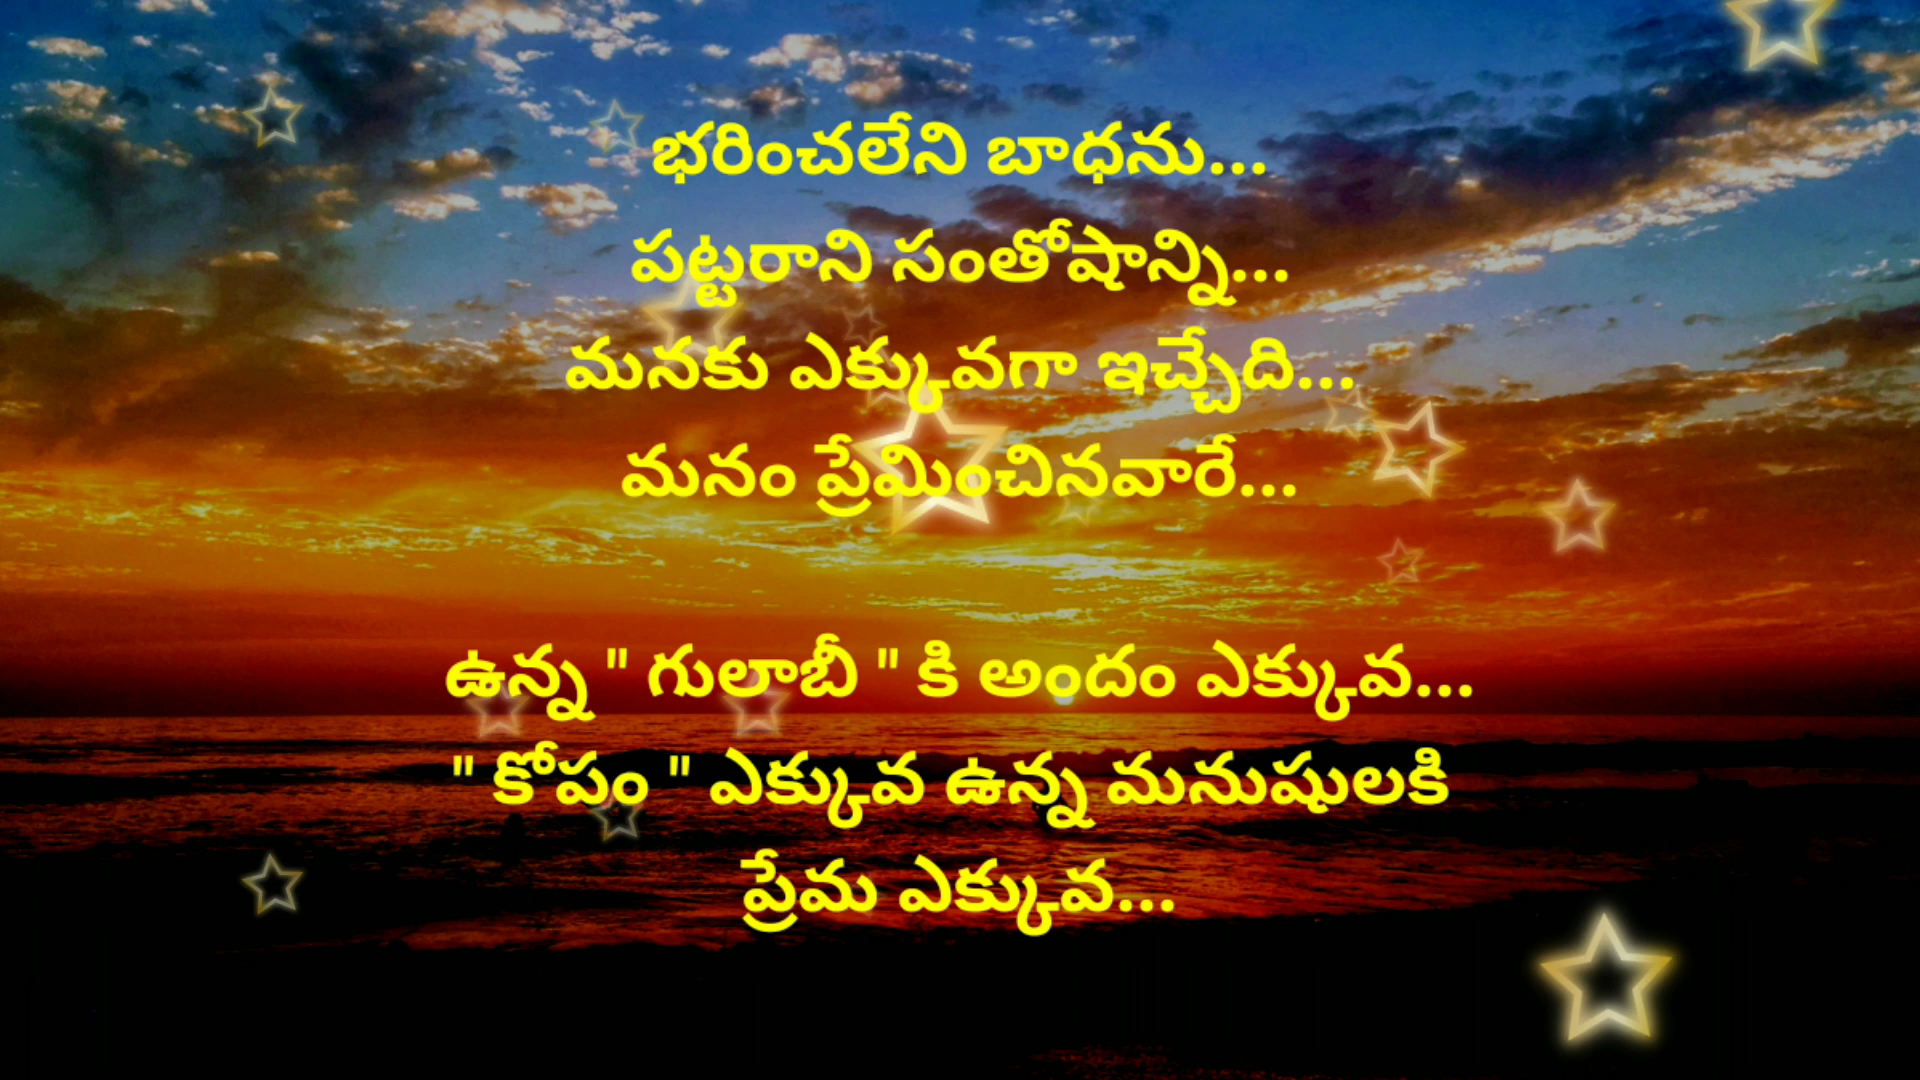 భరించలేని బాధను...
పట్టరాని సంతోషాన్ని...
మనకు ఎక్కువగా ఇచ్చేది...
మనం ప్రేమించినవారే...
ఉన్న " గులాబీ " కి అందం ఎక్కువ...
" కోపం " ఎక్కువ ఉన్న మనుషులకి
ప్రేమ ఎక్కువ...